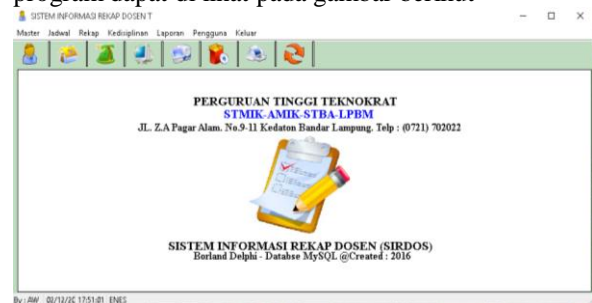 program dapat di lihat pada gambar berikut
SISTEM INFORMASI REKAP DOSEN T
Master Jadwal Rekap Kedisiplinan Laporan Pengguna Keluar
PERGURUAN TINGGI TEKNOKRAT
STMIK-AMIK-STBA-LPBM
JL. Z.A Pagar Alam. No.9-11 Kedaton Bandar Lampung. Telp : (0721) 702022
SISTEM INFORMASI REKAP DOSEN (SIRDOS)
Borland Delphi - Databse MySQL @Created : 2016
By : AW 02/12/20 17:51:01 ENES